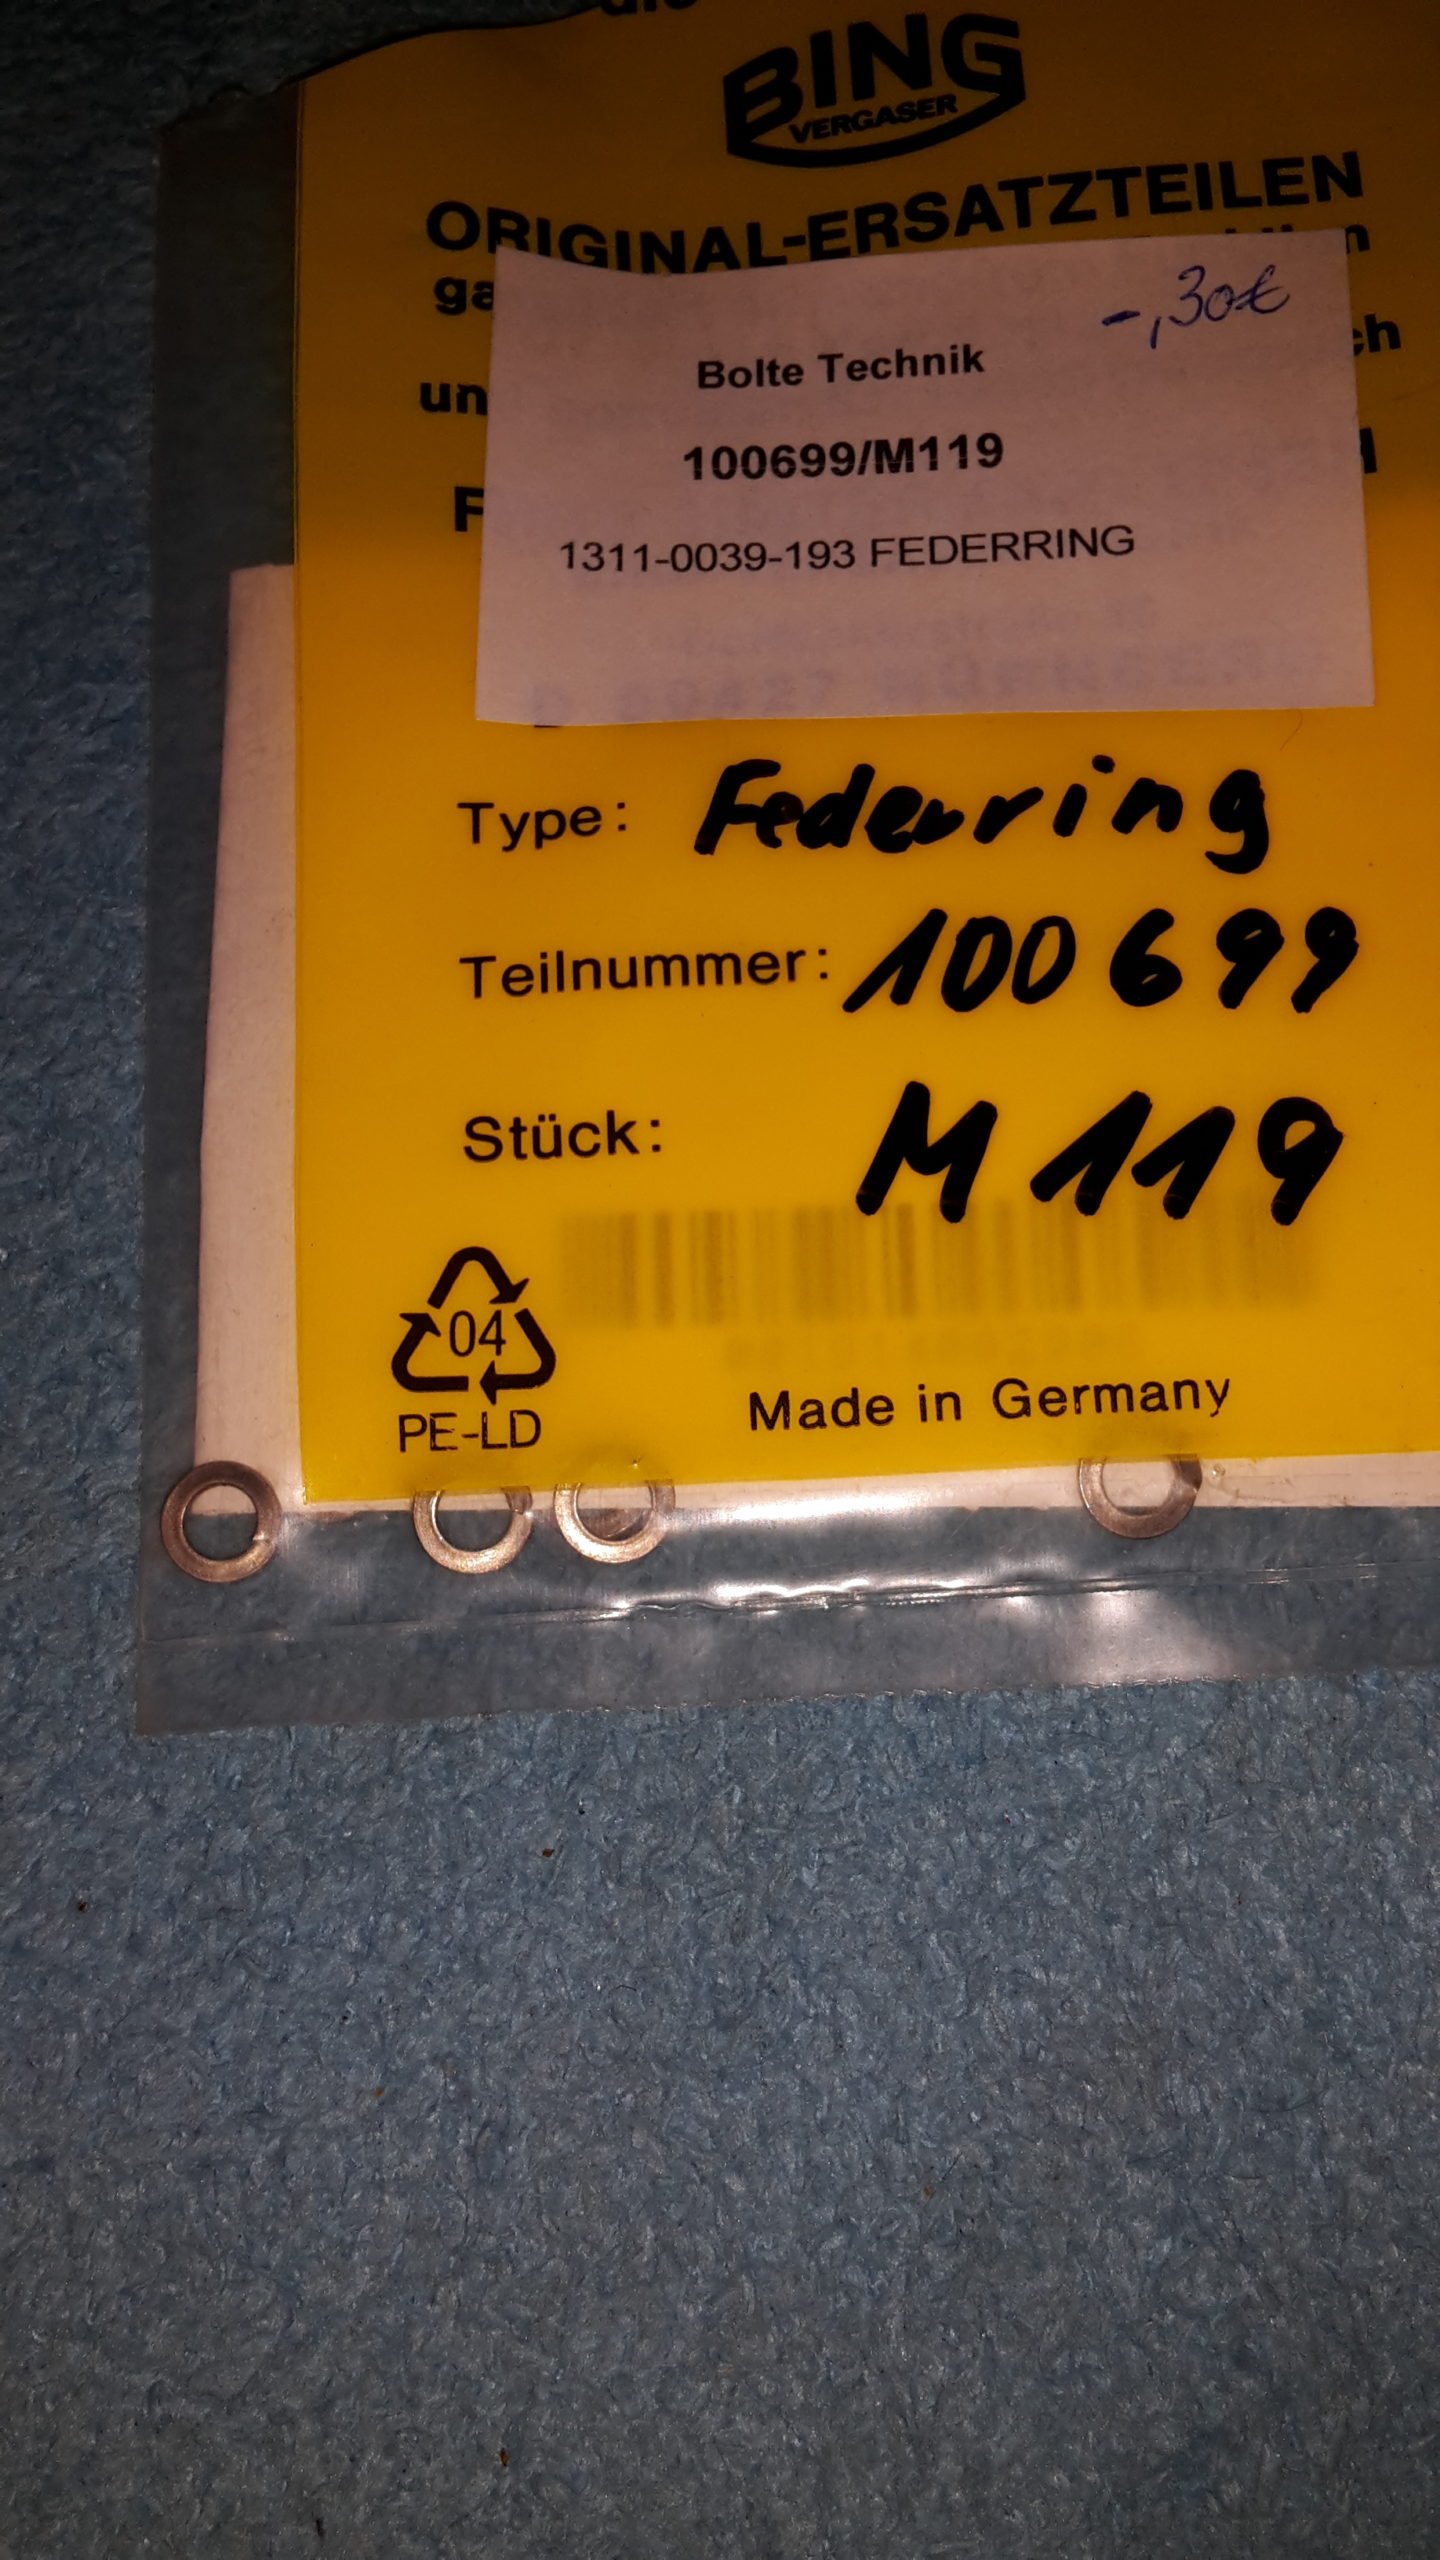 BING
VERGASER
ORIGINAL-ERSATZTEILEN
-,30€
Bolte Technik
100699/M119
1311-0039-193 FEDERRING
Type: Federring
Teilnummer: 100699
Stück: M119
04
PE-LD
Made in Germany